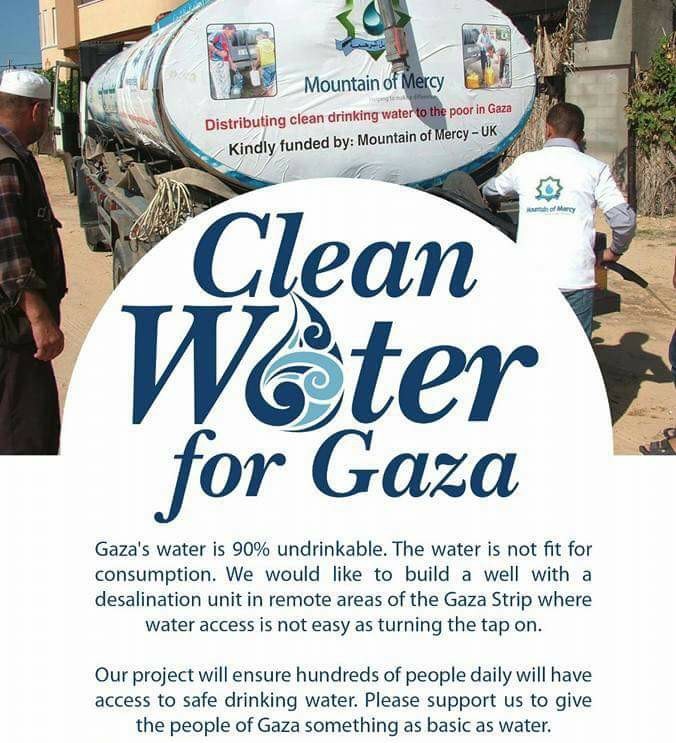 Mountain of Mercy
Distributing clean drinking water to the poor in Gaza
Kindly funded by: Mountain of Mercy – UK
Mountain of Mercy
Clean
Water
for Gaza
Gaza's water is 90% undrinkable. The water is not fit for
consumption. We would like to build a well with a
desalination unit in remote areas of the Gaza Strip where
water access is not easy as turning the tap on.
Our project will ensure hundreds of people daily will have
access to safe drinking water. Please support us to give
the people of Gaza something as basic as water.